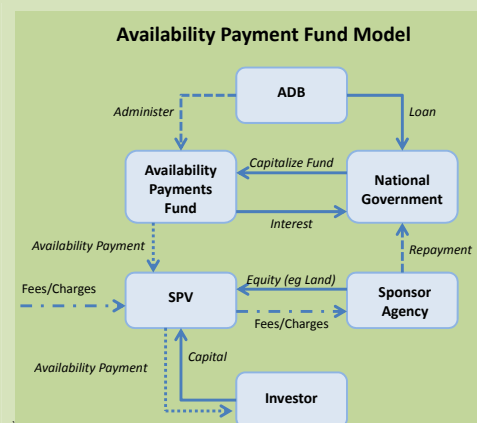 Availability Payment Fund Model
ADB
Administer
Loan
Availability
Payments
Fund
Capitalize Fund
National
Government
Interest
Availability Payment
Repayment
Fees/Charges
SPV
Equity (eg Land)
Sponsor
Agency
Fees/Charges
Availability Payment
Capital
Investor